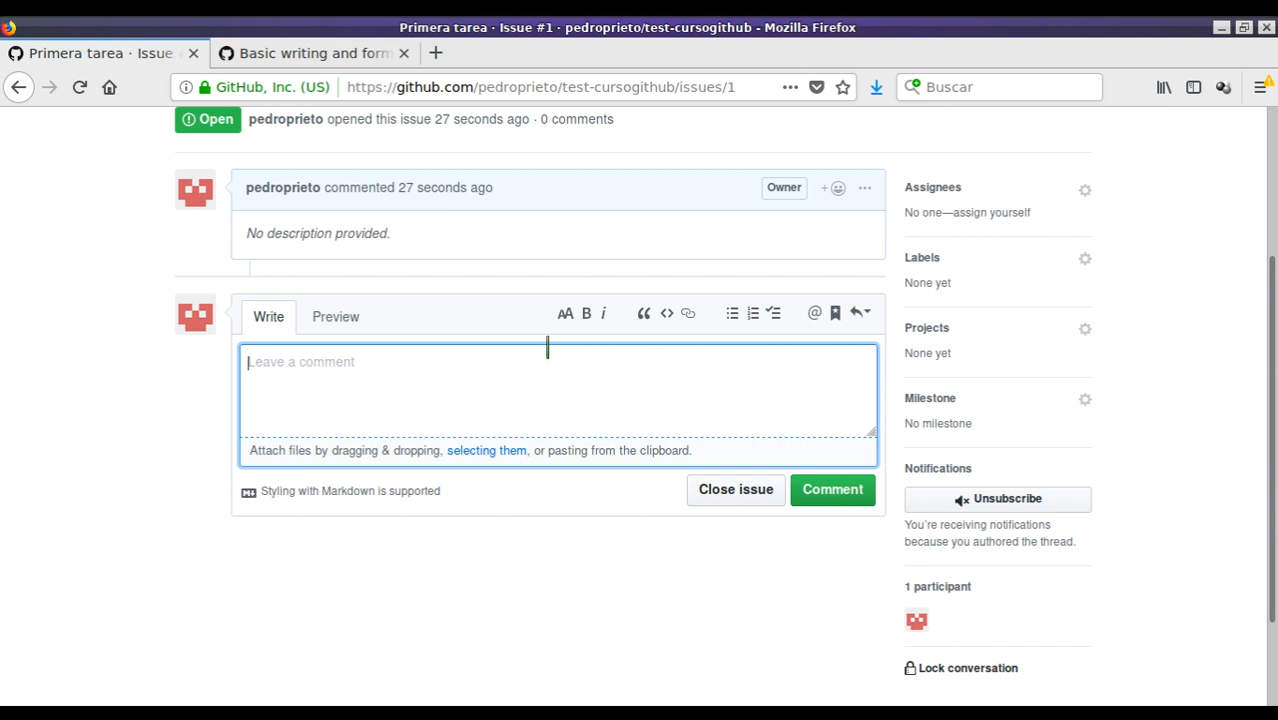 Primera tarea · Issue #1 · pedroprieto/test-cursogithub - Mozilla Firefox
Primera tarea · Issue
Basic writing and form
GitHub, Inc. (US)
https://github.com/pedroprieto/test-cursogithub/issues/1
Buscar
Open
pedroprieto opened this issue 27 seconds ago · 0 comments
pedroprieto commented 27 seconds ago
Owner
No description provided.
Write
Preview
Leave a comment
Attach files by dragging & dropping, selecting them, or pasting from the clipboard.
Styling with Markdown is supported
Close issue
Comment
Assignees
No one—assign yourself
Labels
None yet
Projects
None yet
Milestone
No milestone
Notifications
Unsubscribe
You're receiving notifications
because you authored the thread.
1 participant
Lock conversation